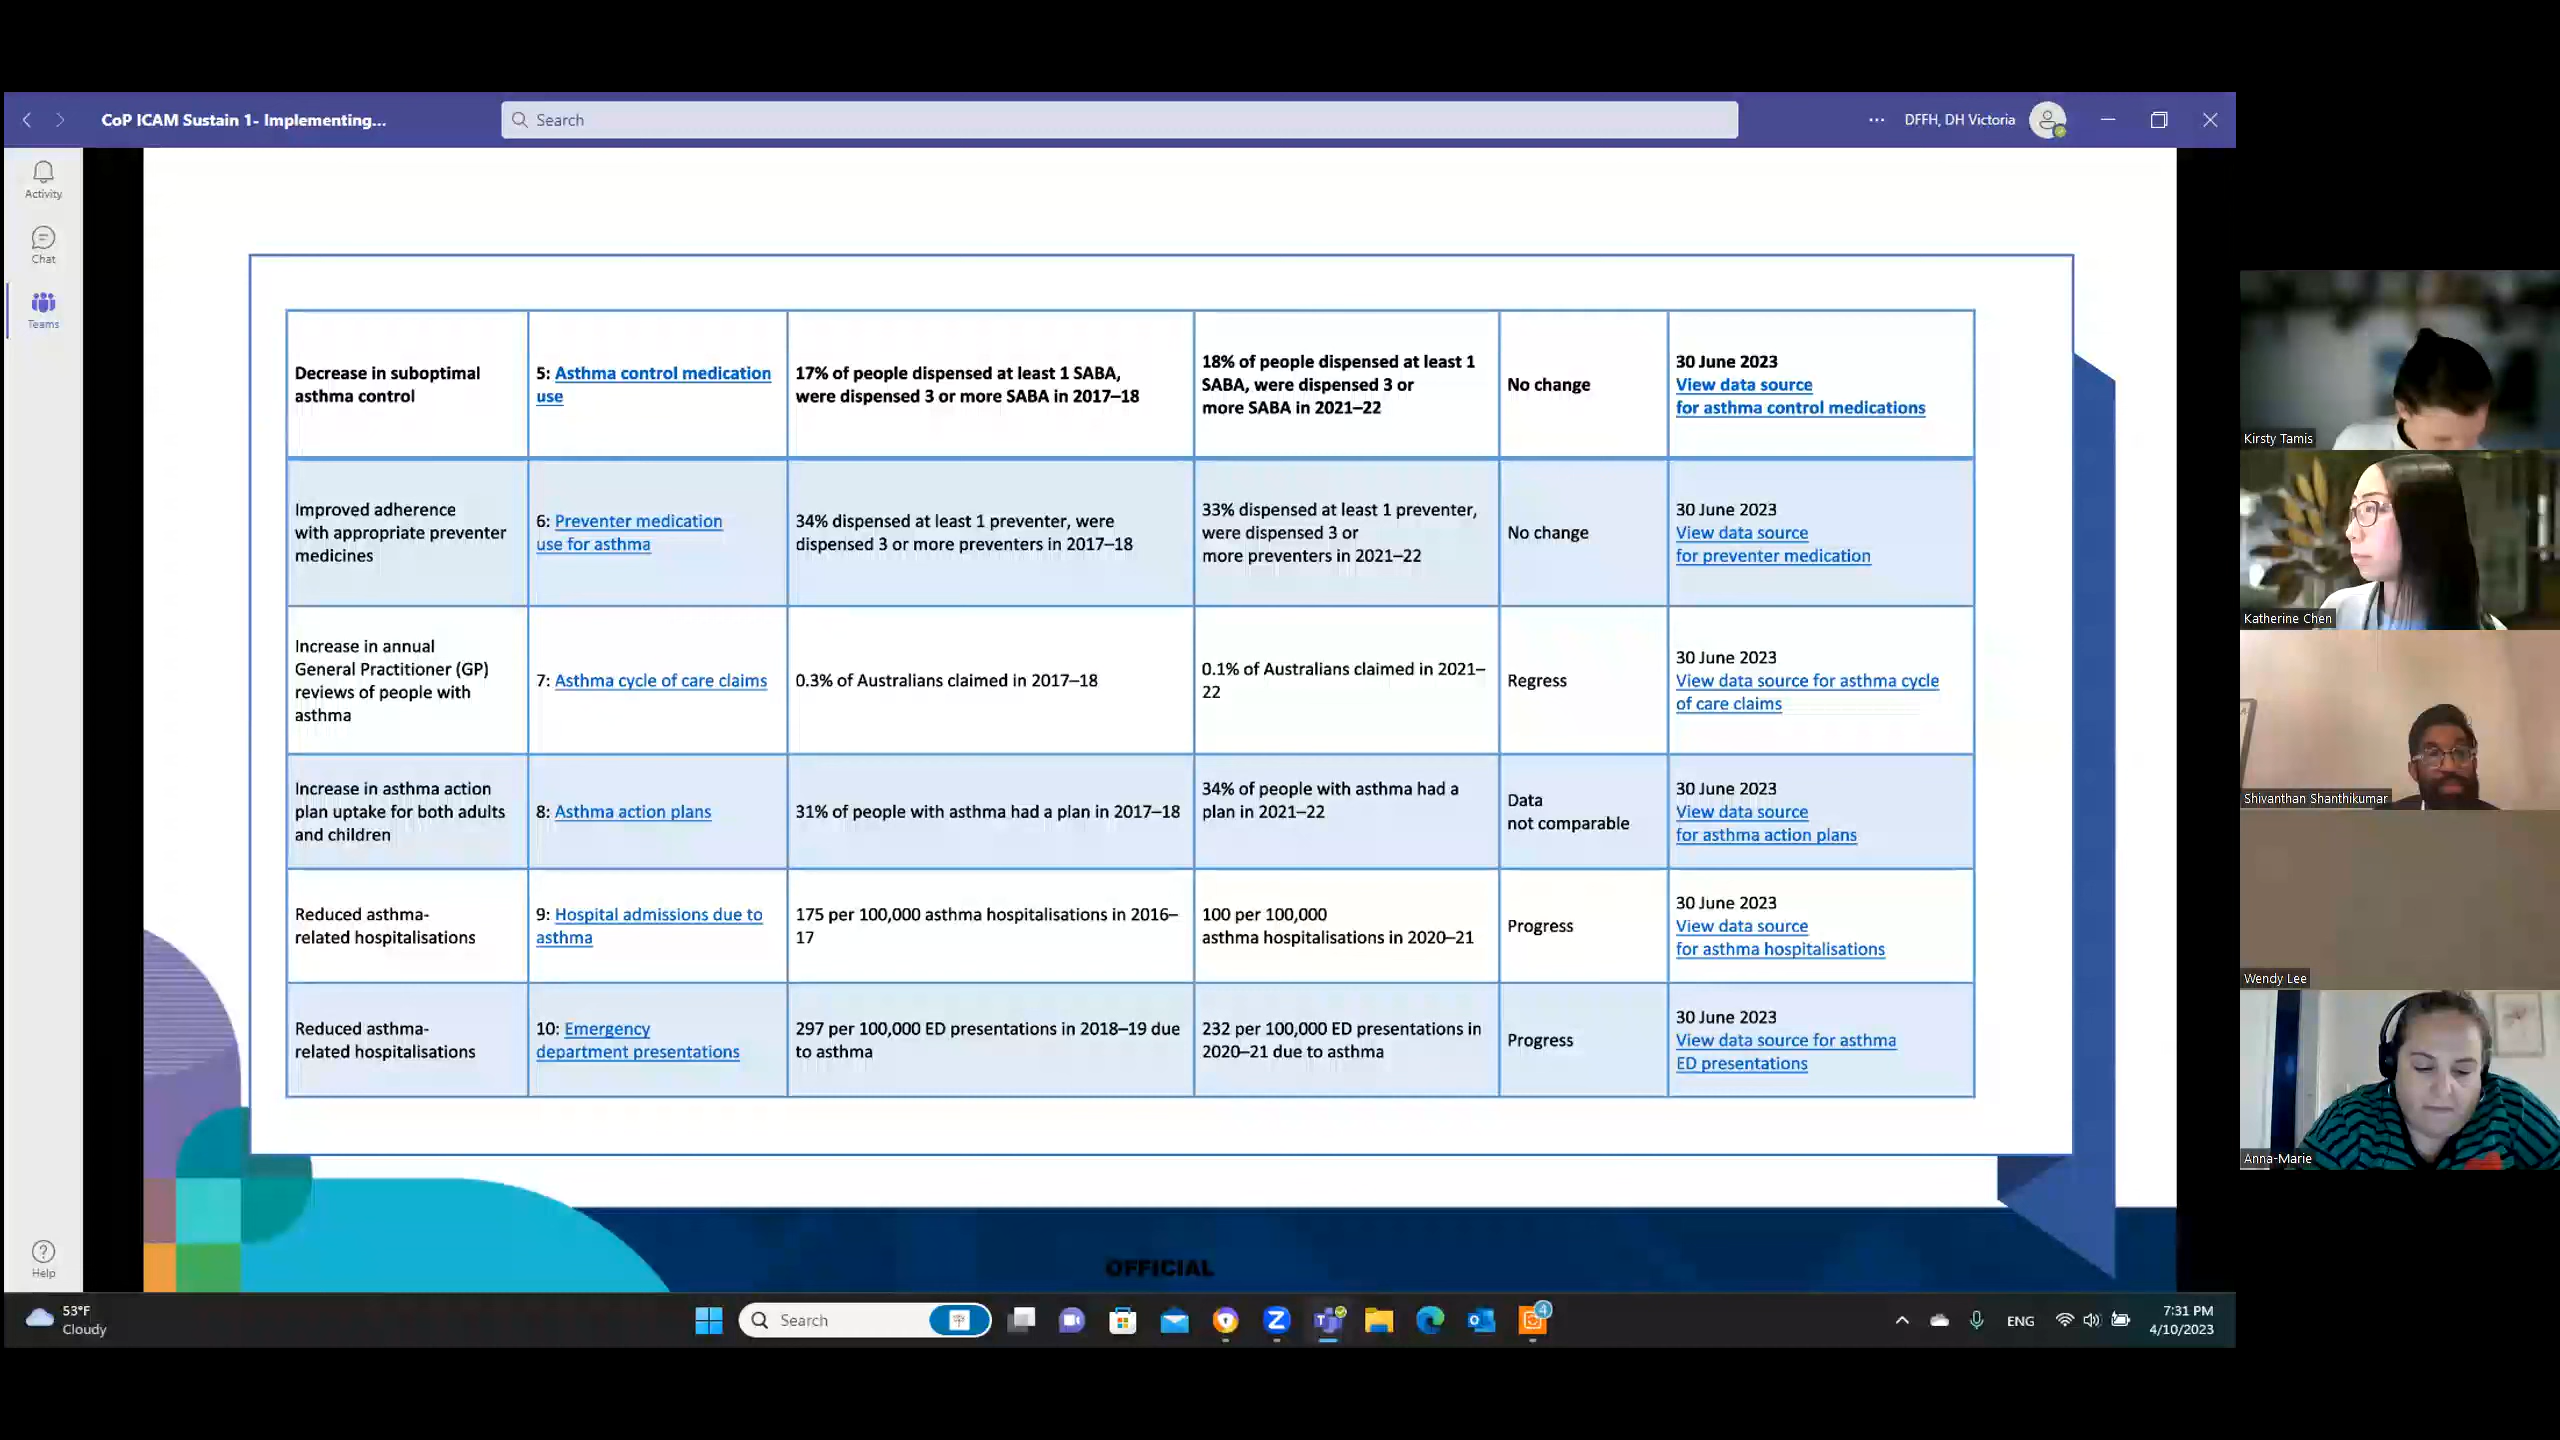 CoP ICAM Sustain 1- Implementing...
Search
DFFH, DH Victoria
Activity
Chat
Teams
Help
Decrease in suboptimal
asthma control
5: Asthma control medication
use
17% of people dispensed at least 1 SABA,
were dispensed 3 or more SABA in 2017–18
18% of people dispensed at least 1
SABA, were dispensed 3 or
more SABA in 2021–22
No change
30 June 2023
View data source
for asthma control medications
Improved adherence
with appropriate preventer
medicines
6: Preventer medication
use for asthma
34% dispensed at least 1 preventer, were
dispensed 3 or more preventers in 2017–18
33% dispensed at least 1 preventer,
were dispensed 3 or
more preventers in 2021–22
No change
30 June 2023
View data source
for preventer medication
Increase in annual
General Practitioner (GP)
reviews of people with
asthma
7: Asthma cycle of care claims
0.3% of Australians claimed in 2017–18
0.1% of Australians claimed in 2021–
22
Regress
30 June 2023
View data source for asthma cycle
of care claims
Increase in asthma action
plan uptake for both adults
and children
8: Asthma action plans
31% of people with asthma had a plan in 2017–18
34% of people with asthma had a
plan in 2021–22
Data
not comparable
30 June 2023
View data source
for asthma action plans
Reduced asthma-
related hospitalisations
9: Hospital admissions due to
asthma
175 per 100,000 asthma hospitalisations in 2016–
17
100 per 100,000
asthma hospitalisations in 2020–21
Progress
30 June 2023
View data source
for asthma hospitalisations
Reduced asthma-
related hospitalisations
10: Emergency
department presentations
297 per 100,000 ED presentations in 2018–19 due
to asthma
232 per 100,000 ED presentations in
2020–21 due to asthma
Progress
30 June 2023
View data source for asthma
ED presentations
OFFICIAL
Kirsty Tamis
Katherine Chen
Shivanthan Shanthikumar
Wendy Lee
Anna-Marie
53°F
Cloudy
Search
4
ENG
7:31 PM
4/10/2023